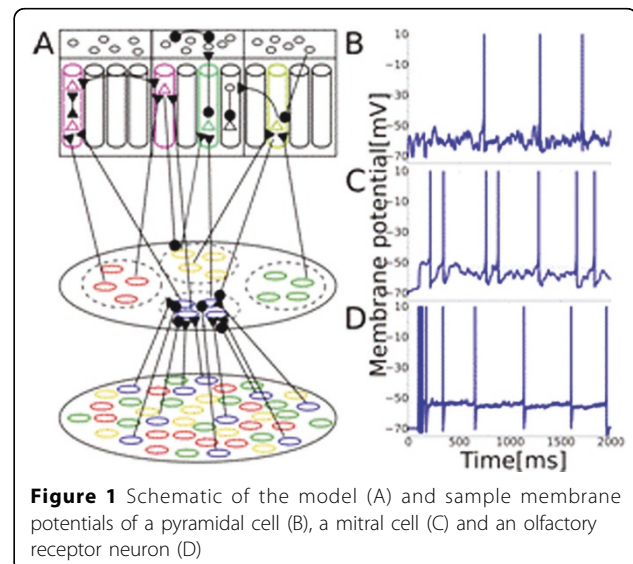 A
B
10
−10
−30
−50
−70
C
10
−10
−30
−50
−70
D
10
−10
−30
−50
−70
Membrane potential[mV]
0 500 1000 1500 2000
Time[ms]
Figure 1 Schematic of the model (A) and sample membrane
potentials of a pyramidal cell (B), a mitral cell (C) and an olfactory
receptor neuron (D)